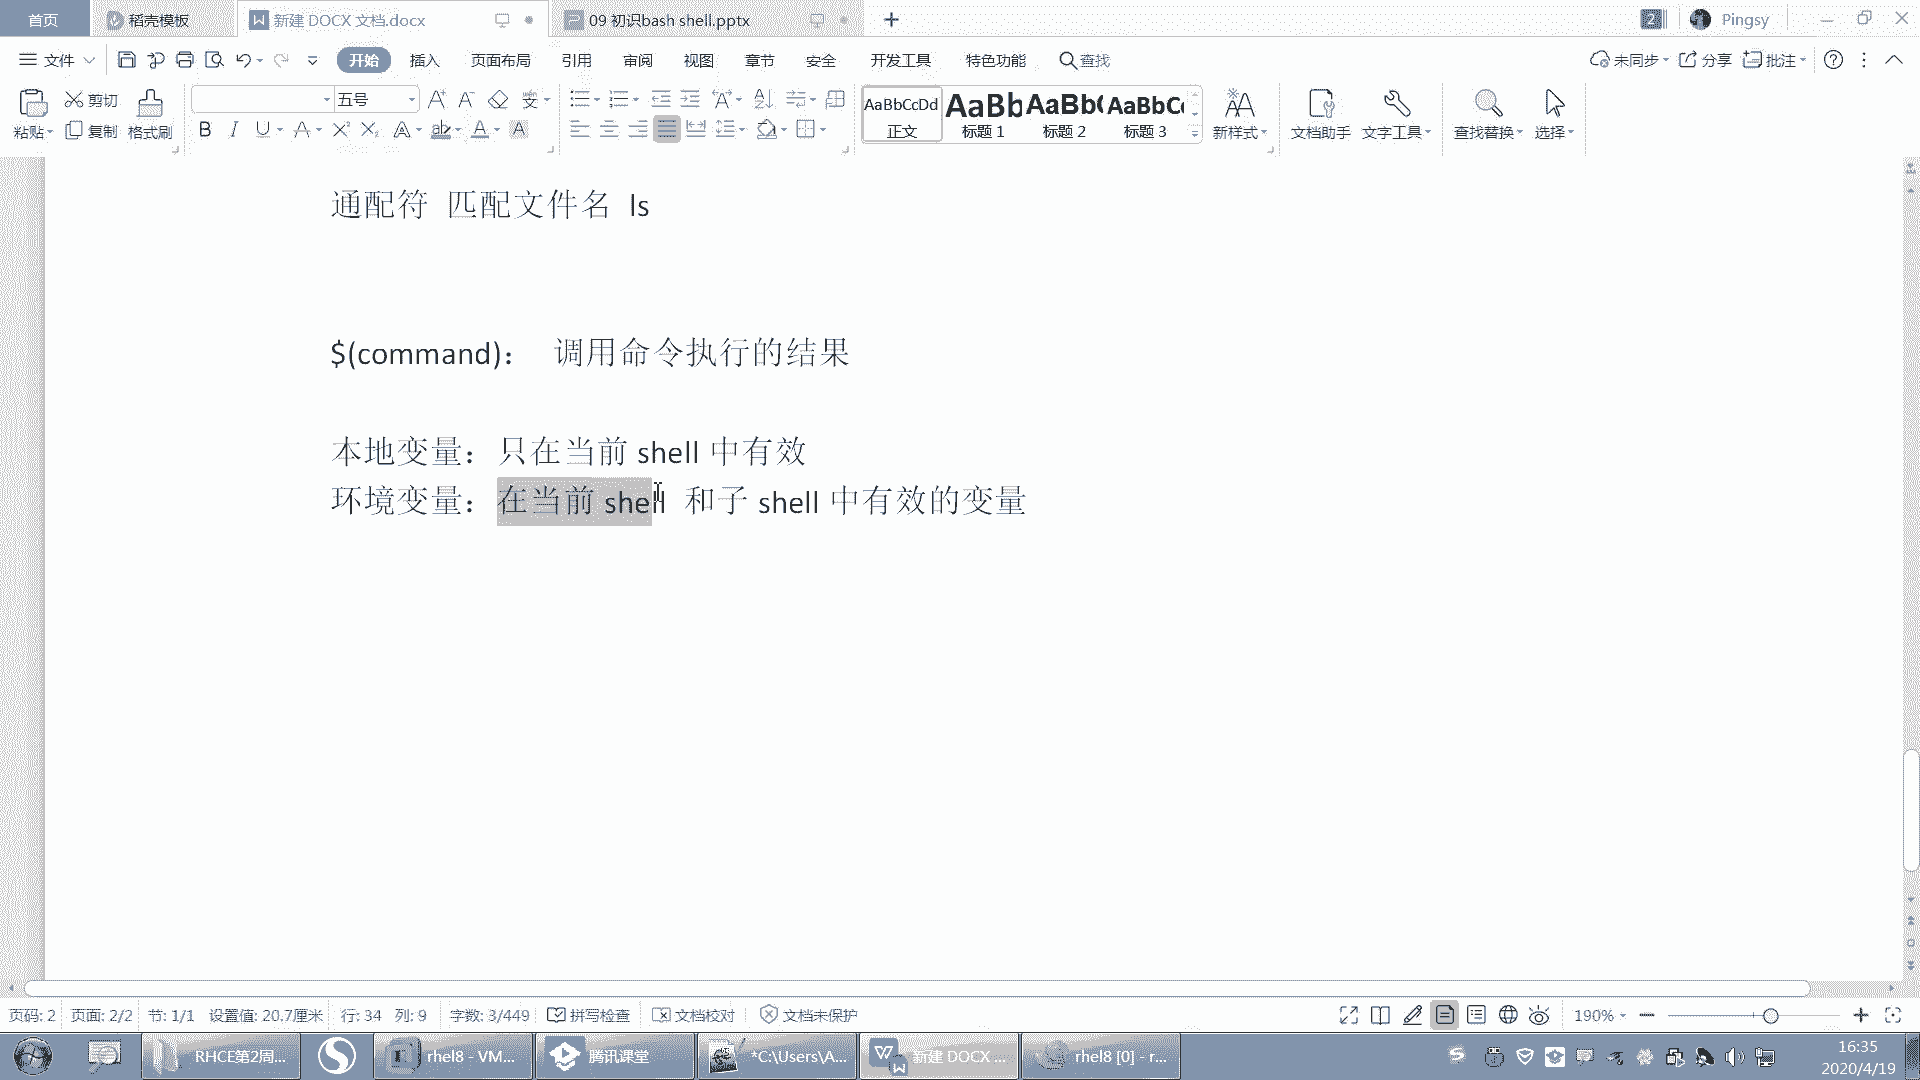 首页 稻壳模板 新建 DOCX 文档.docx 09 初识bash shell.pptx 2 Pingsy
文件 开始 插入 页面布局 引用 审阅 视图 章节 安全 开发工具 特色功能 查找 未同步 分享 批注
粘贴 剪切 复制 格式刷 五号
B I U A X² X₂ A ab A A
AaBbCcDd AaBb AaBb( AaBbC
正文 标题 1 标题 2 标题 3 新样式 文档助手 文字工具 查找替换 选择
通配符 匹配文件名 ls
$(command)： 调用命令执行的结果
本地变量：只在当前 shell 中有效
环境变量：在当前 shell 和子 shell 中有效的变量
页码: 2 页面: 2/2 节: 1/1 设置值: 20.7厘米 行: 34 列: 9 字数: 3/449 拼写检查 文档校对 文档未保护 190%
RHCE第2周... rhel8 - VM... 腾讯课堂 *C:\Users\A... 新建 DOCX ... rhel8 [0] - r...
16:35
2020/4/19